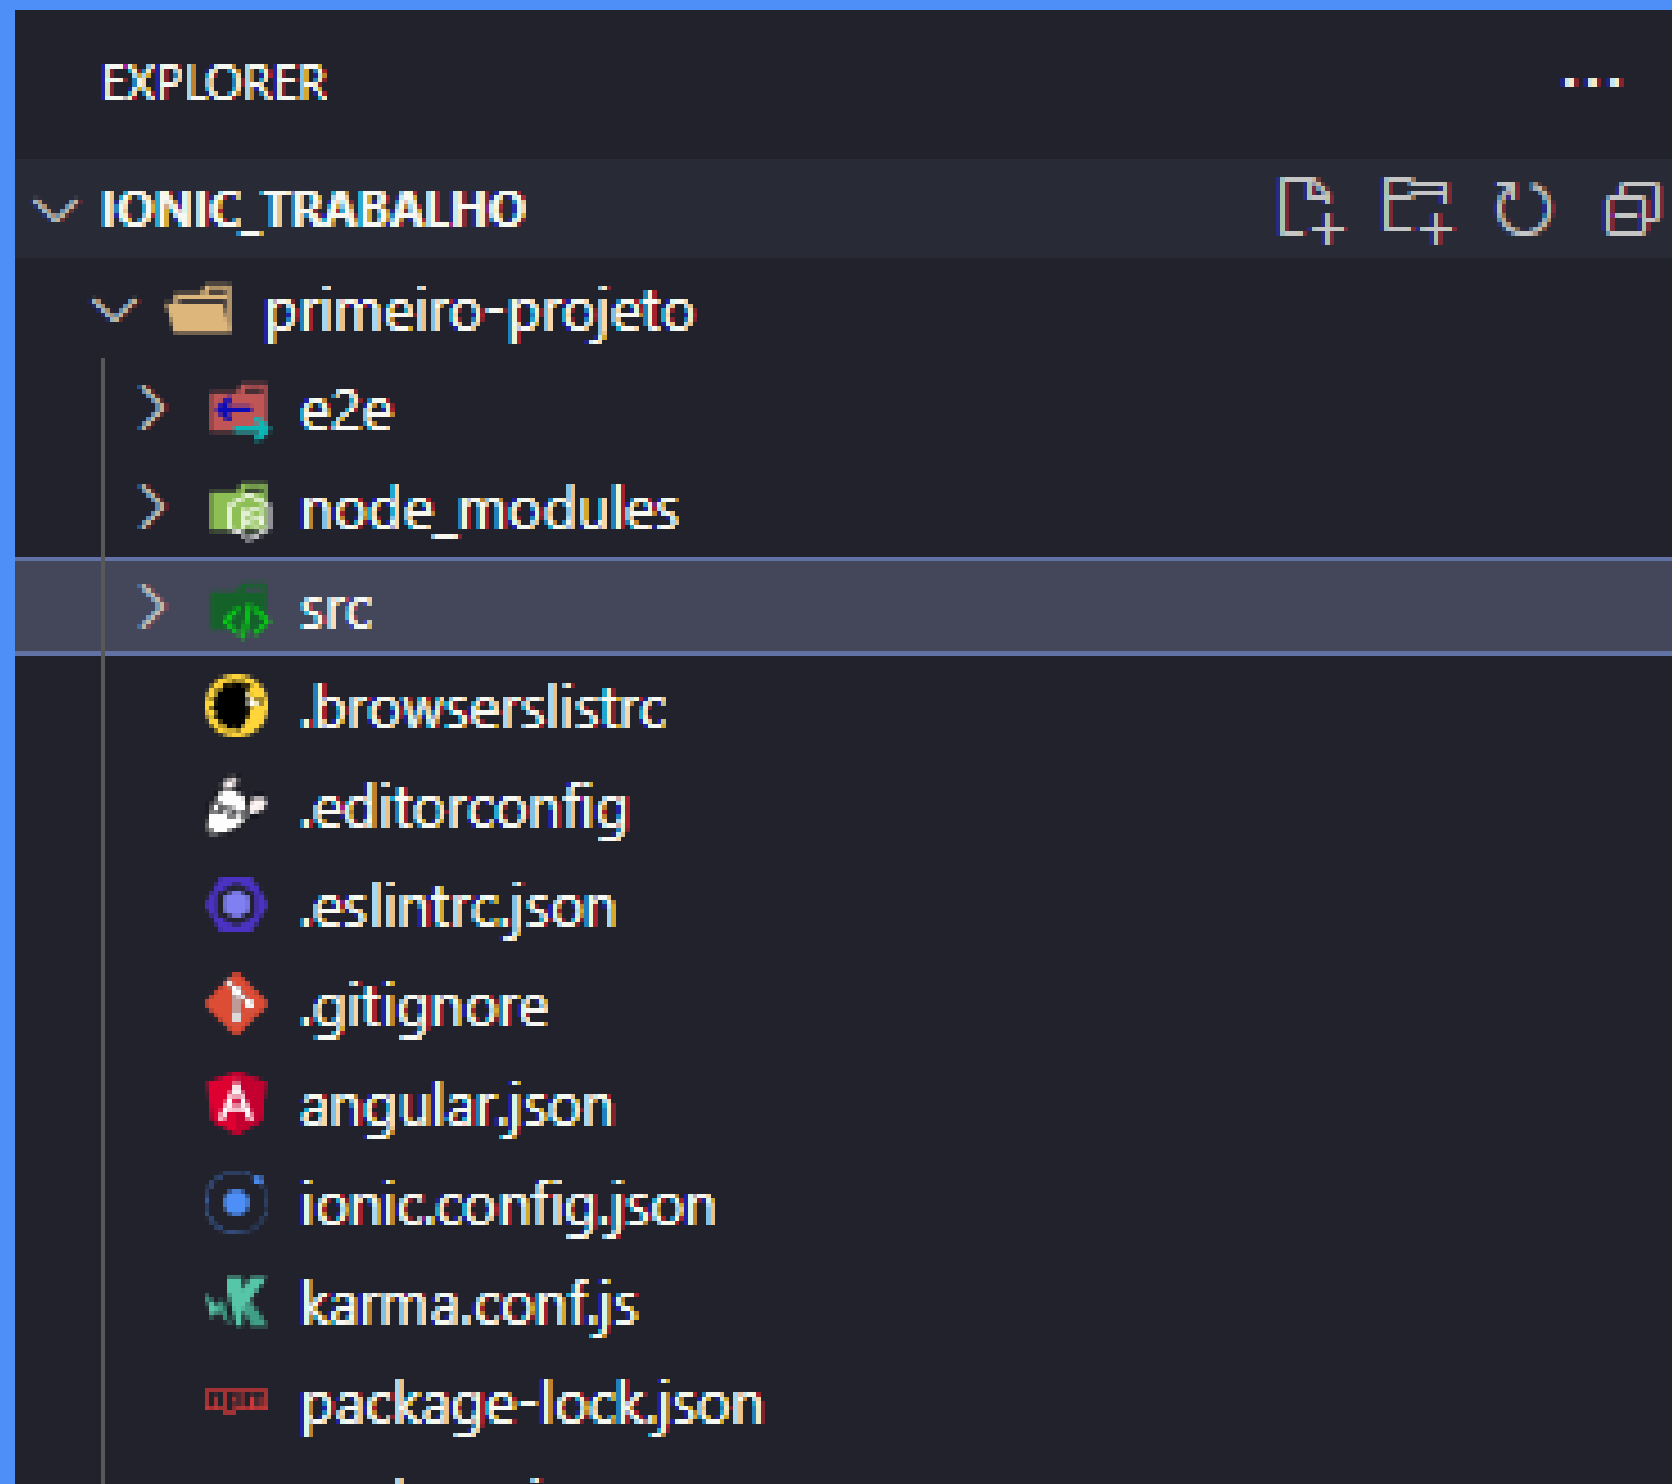 EXPLORER
IONIC_TRABALHO
primeiro-projeto
e2e
node_modules
src
.browserslistrc
.editorconfig
.eslintrc.json
.gitignore
angular.json
ionic.config.json
karma.conf.js
npm package-lock.json